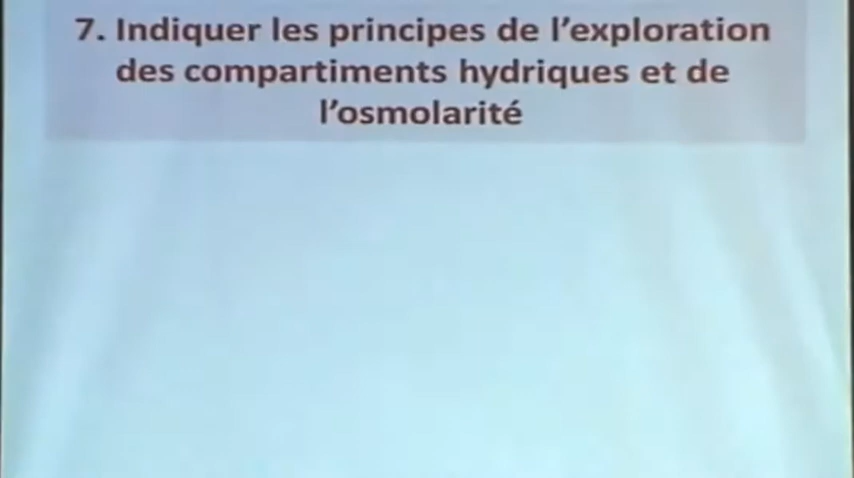 7. Indiquer les principes de l'exploration
des compartiments hydriques et de
l'osmolarité